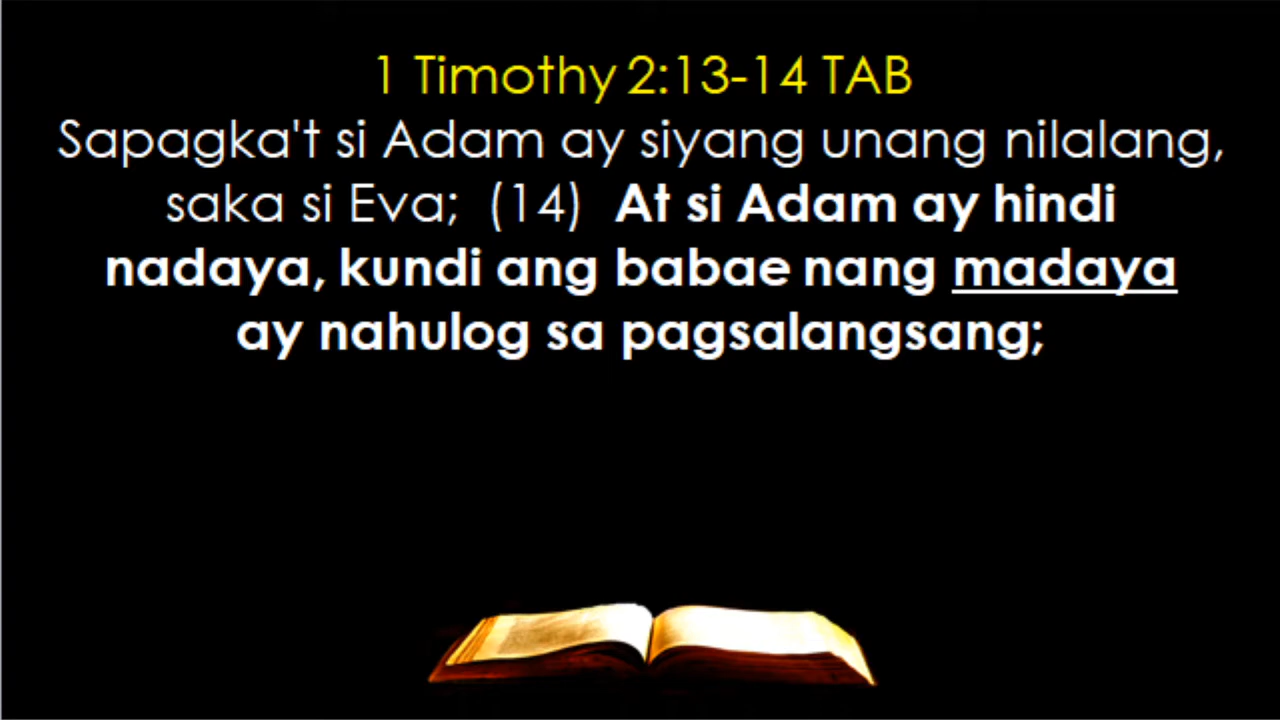 1 Timothy 2:13-14 TAB
Sapagka't si Adam ay siyang unang nilalang,
saka si Eva; (14) At si Adam ay hindi
nadaya, kundi ang babae nang madaya
ay nahulog sa pagsalangsang;